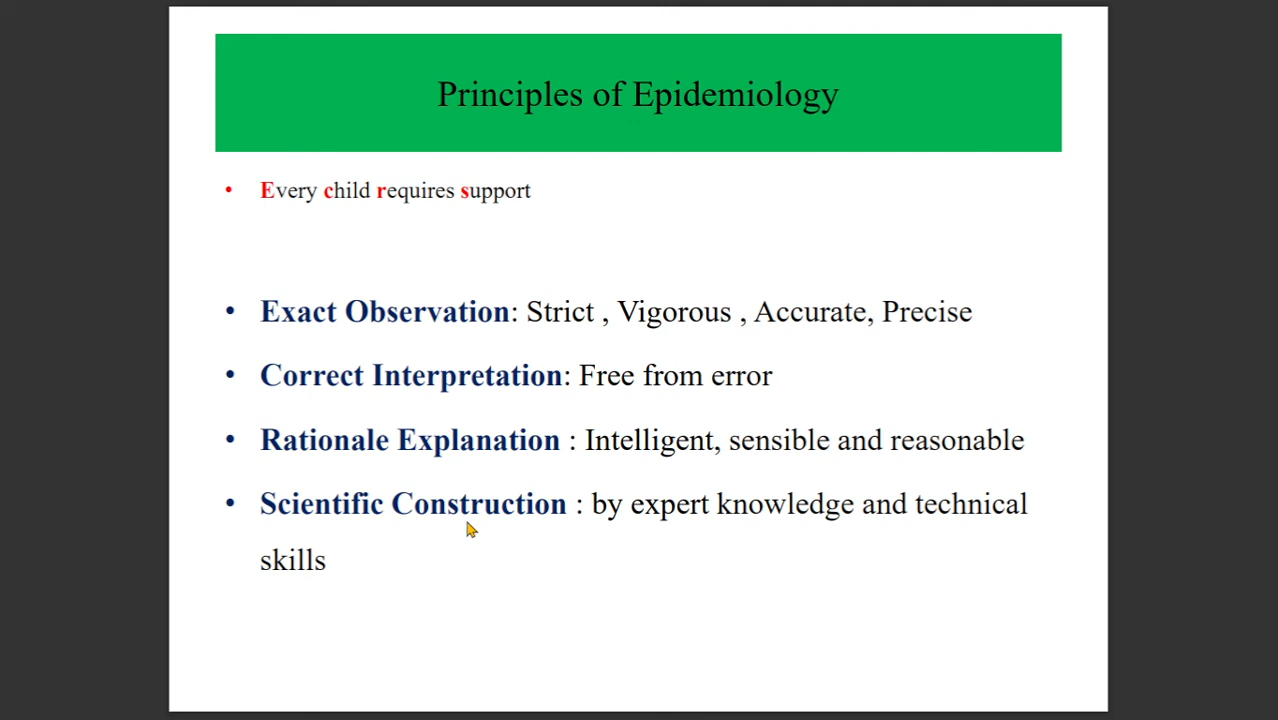 Principles of Epidemiology
• Every child requires support
• Exact Observation: Strict , Vigorous , Accurate, Precise
• Correct Interpretation: Free from error
• Rationale Explanation : Intelligent, sensible and reasonable
• Scientific Construction : by expert knowledge and technical
skills